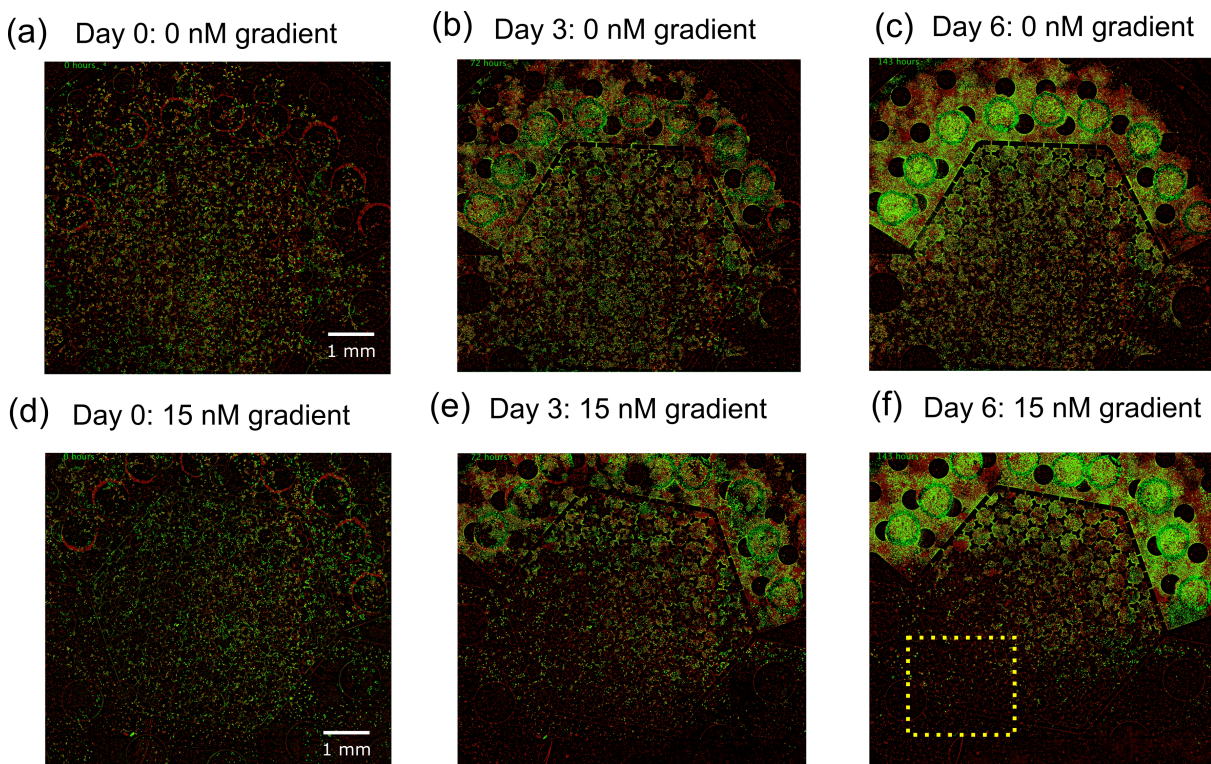 (a) Day 0: 0 nM gradient
(b) Day 3: 0 nM gradient
(c) Day 6: 0 nM gradient
0 hours
72 hours
143 hours
1 mm
(d) Day 0: 15 nM gradient
(e) Day 3: 15 nM gradient
(f) Day 6: 15 nM gradient
0 hours
72 hours
143 hours
1 mm